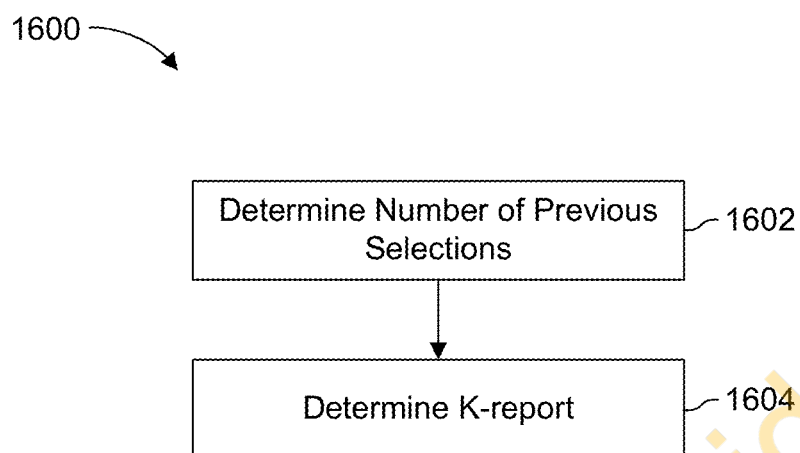 1600
Determine Number of Previous
Selections
1602
Determine K-report
1604